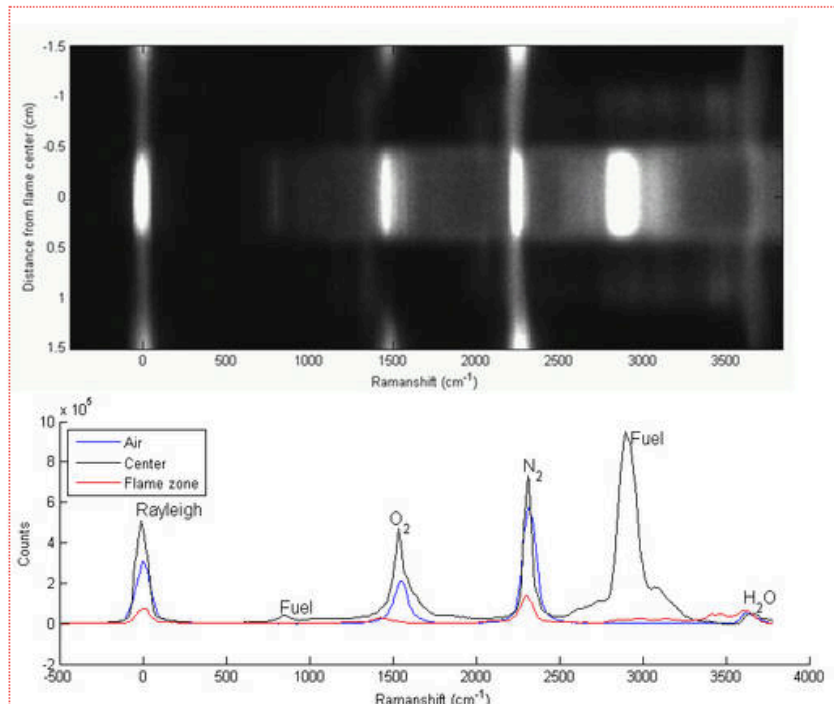 -1.5
-1
-0.5
0
0.5
1
1.5
Distance from flame center (cm)
0 500 1000 1500 2000 2500 3000 3500
Ramanshift (cm-1)
x 10^5
10
8
6
4
2
0
-2
Counts
Air
Center
Flame zone
Rayleigh
Fuel
O2
N2
Fuel
H2O
-500 0 500 1000 1500 2000 2500 3000 3500 4000
Ramanshift (cm-1)